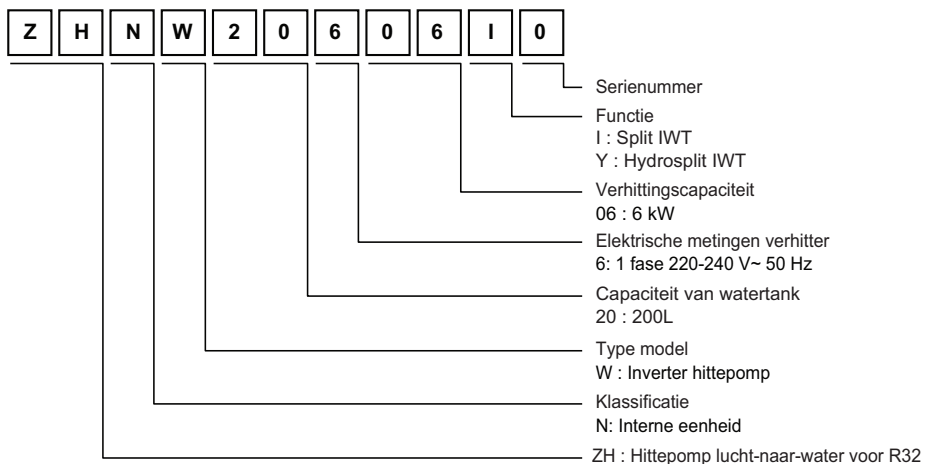 Z H N W 2 0 6 0 6 I 0
Serienummer
Functie
I : Split IWT
Y : Hydrosplit IWT
Verhittingscapaciteit
06 : 6 kW
Elektrische metingen verhitter
6: 1 fase 220-240 V~ 50 Hz
Capaciteit van watertank
20 : 200L
Type model
W : Inverter hittepomp
Klassificatie
N: Interne eenheid
ZH : Hittepomp lucht-naar-water voor R32